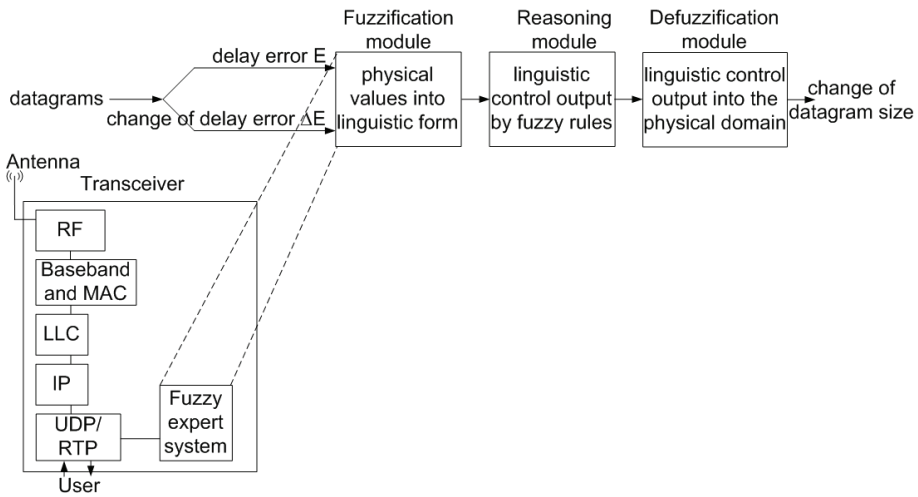 Fuzzification
module
Reasoning
module
Defuzzification
module
delay error E
datagrams
change of delay error ΔE
physical
values into
linguistic form
linguistic
control output
by fuzzy rules
linguistic control
output into the
physical domain
change of
datagram size
Antenna
((·))
Transceiver
RF
Baseband
and MAC
LLC
IP
UDP/
RTP
Fuzzy
expert
system
User